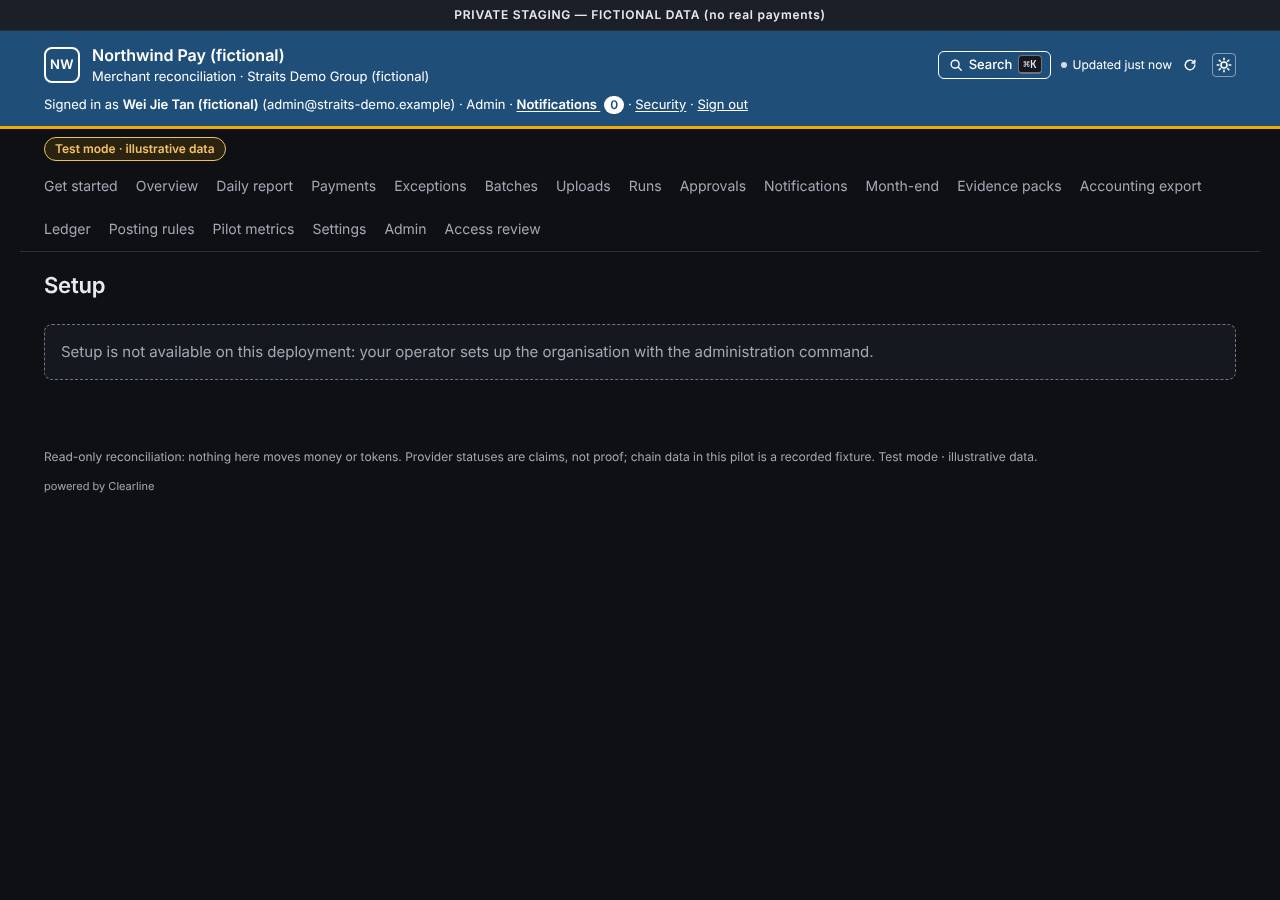 PRIVATE STAGING — FICTIONAL DATA (no real payments)
NW
Northwind Pay (fictional)
Merchant reconciliation · Straits Demo Group (fictional)
Search ⌘K
Updated just now
Signed in as Wei Jie Tan (fictional) (admin@straits-demo.example) · Admin · Notifications 0 · Security · Sign out
Test mode · illustrative data
Get started Overview Daily report Payments Exceptions Batches Uploads Runs Approvals Notifications Month-end Evidence packs Accounting export
Ledger Posting rules Pilot metrics Settings Admin Access review
Setup
Setup is not available on this deployment: your operator sets up the organisation with the administration command.
Read-only reconciliation: nothing here moves money or tokens. Provider statuses are claims, not proof; chain data in this pilot is a recorded fixture. Test mode · illustrative data.
powered by Clearline